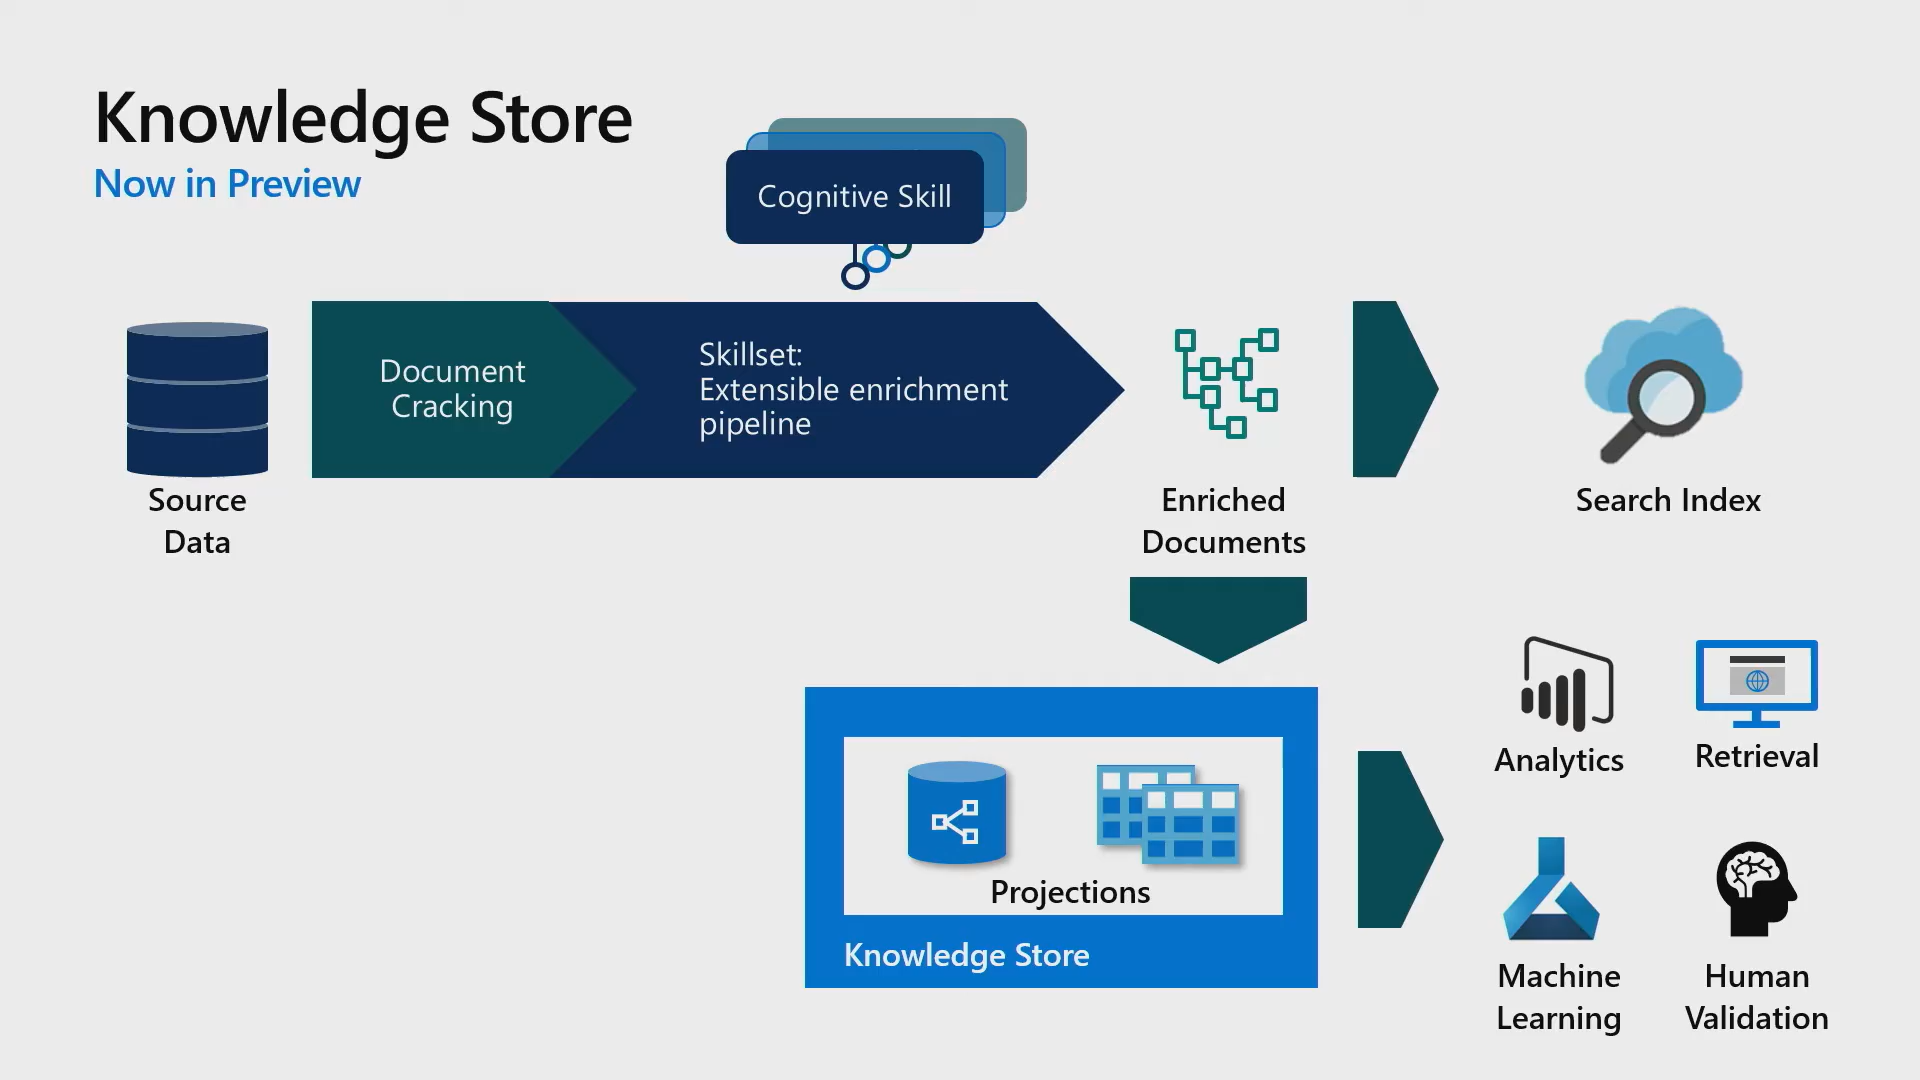 Knowledge Store
Now in Preview
Cognitive Skill
Document
Cracking
Skillset:
Extensible enrichment
pipeline
Source
Data
Enriched
Documents
Search Index
Analytics
Retrieval
Projections
Knowledge Store
Machine
Learning
Human
Validation